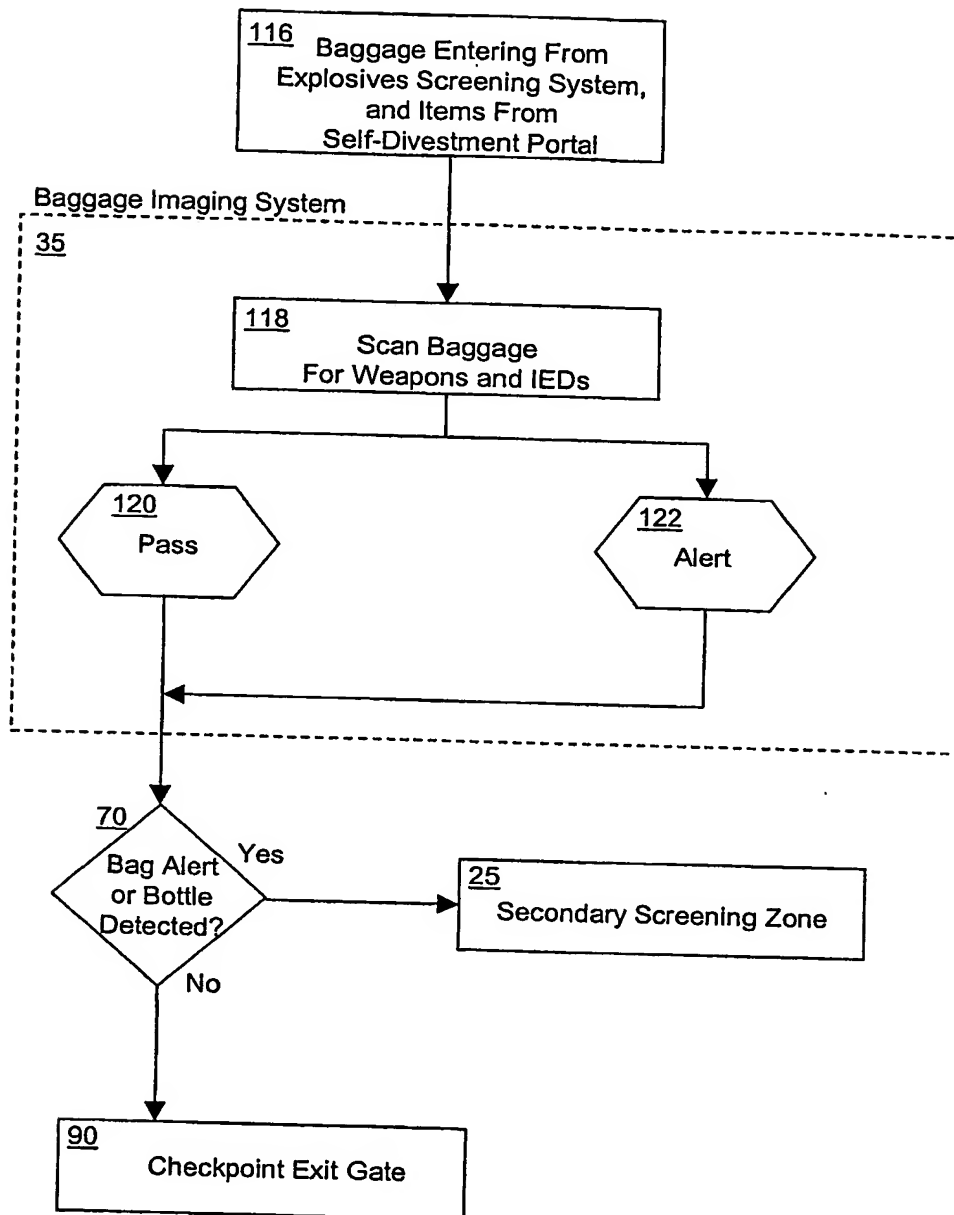 116
Baggage Entering From
Explosives Screening System,
and Items From
Self-Divestment Portal
Baggage Imaging System
35
118
Scan Baggage
For Weapons and IEDs
120
Pass
122
Alert
70
Bag Alert
or Bottle
Detected?
Yes
No
25
Secondary Screening Zone
90
Checkpoint Exit Gate